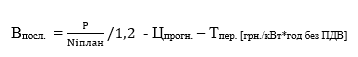 Впосл. = Р/Nіплан /1,2 - Цпрогн. – Тпер. [грн./кВт*год без ПДВ]